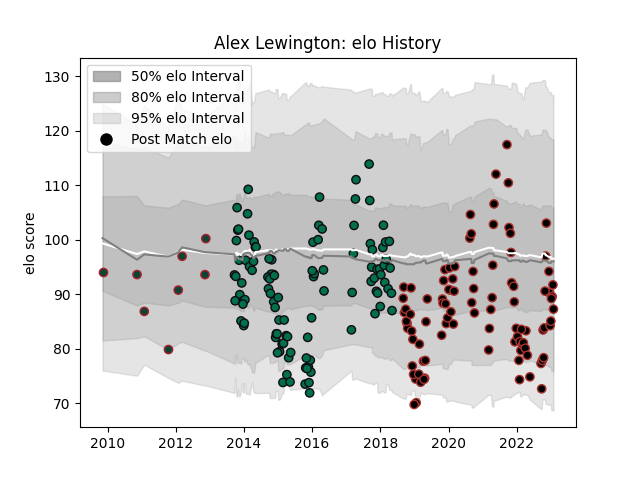 Alex Lewington: elo History
50% elo Interval
80% elo Interval
95% elo Interval
Post Match elo
elo score
130
120
110
100
90
80
70
2010 2012 2014 2016 2018 2020 2022